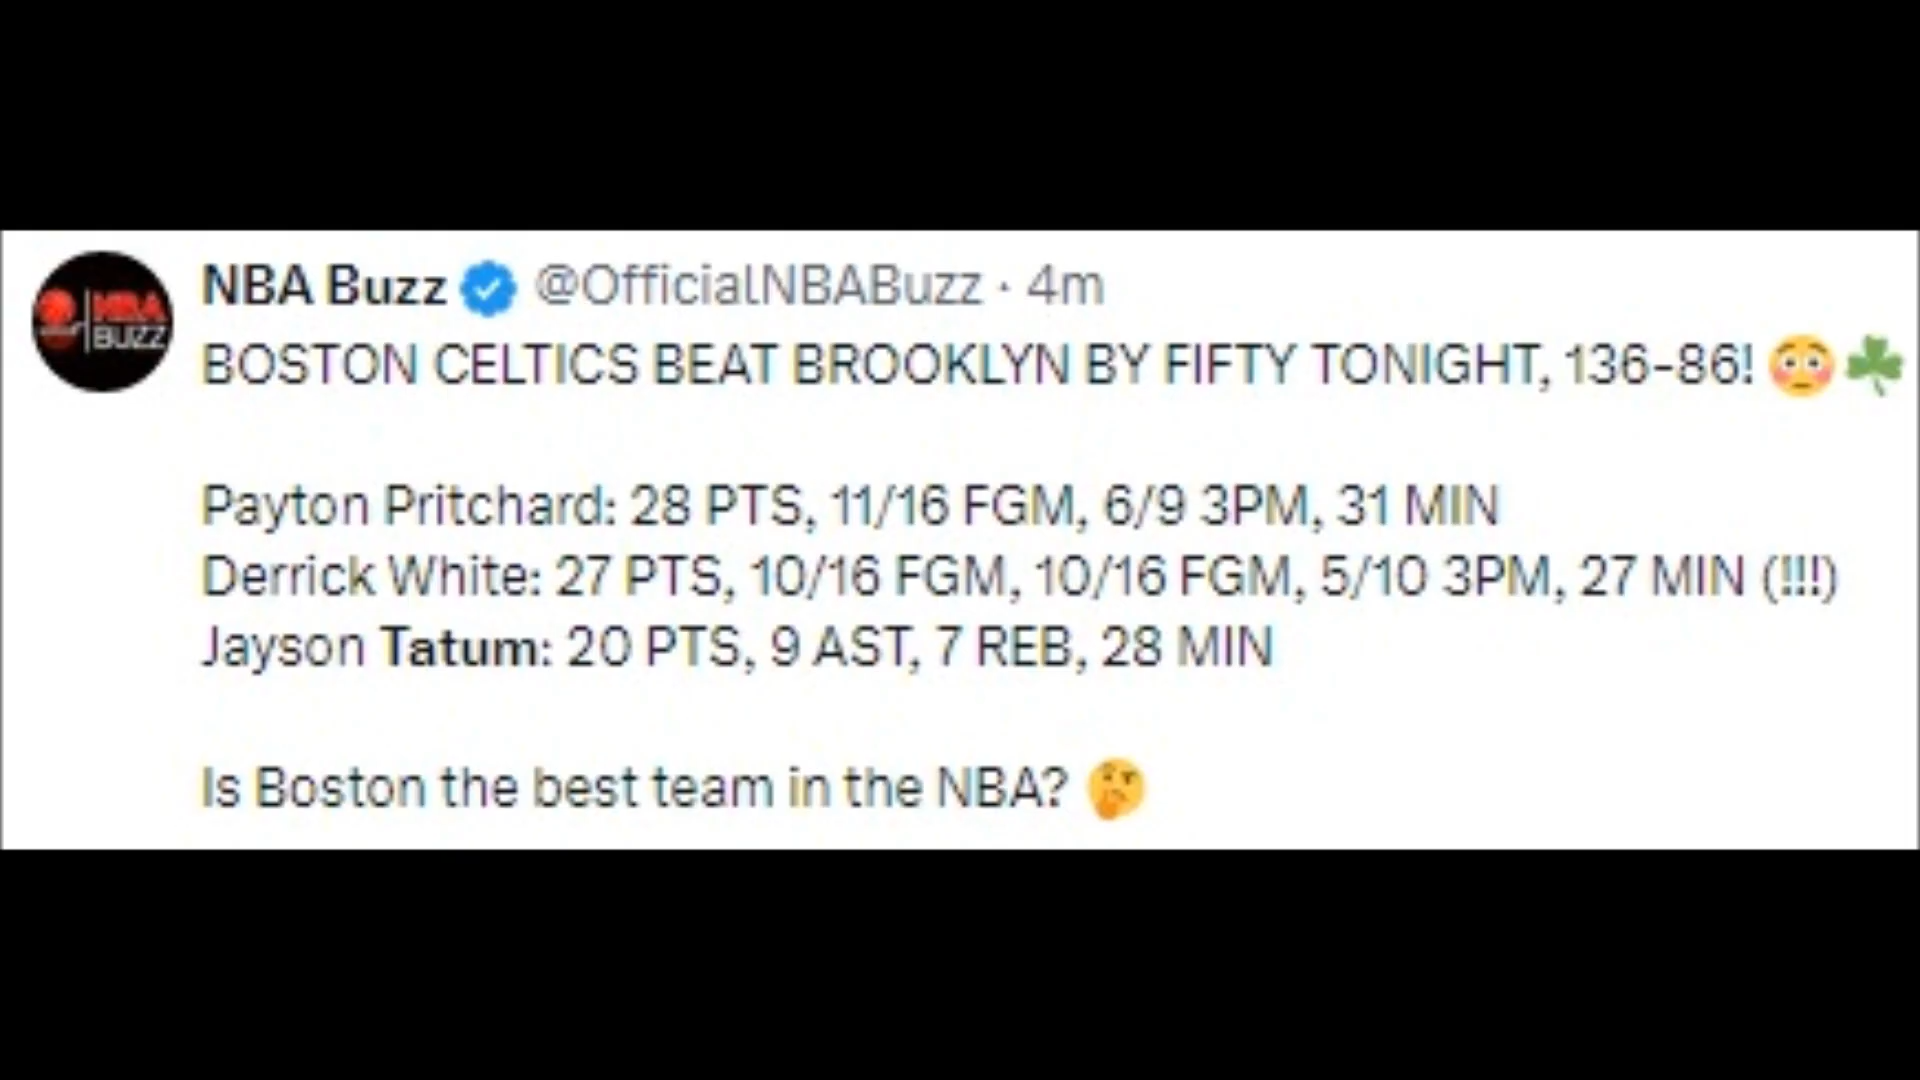 NBA BUZZ
NBA Buzz @OfficialNBABuzz · 4m
BOSTON CELTICS BEAT BROOKLYN BY FIFTY TONIGHT, 136-86! 😳☘️
Payton Pritchard: 28 PTS, 11/16 FGM, 6/9 3PM, 31 MIN
Derrick White: 27 PTS, 10/16 FGM, 10/16 FGM, 5/10 3PM, 27 MIN (!!!)
Jayson Tatum: 20 PTS, 9 AST, 7 REB, 28 MIN
Is Boston the best team in the NBA? 🤔